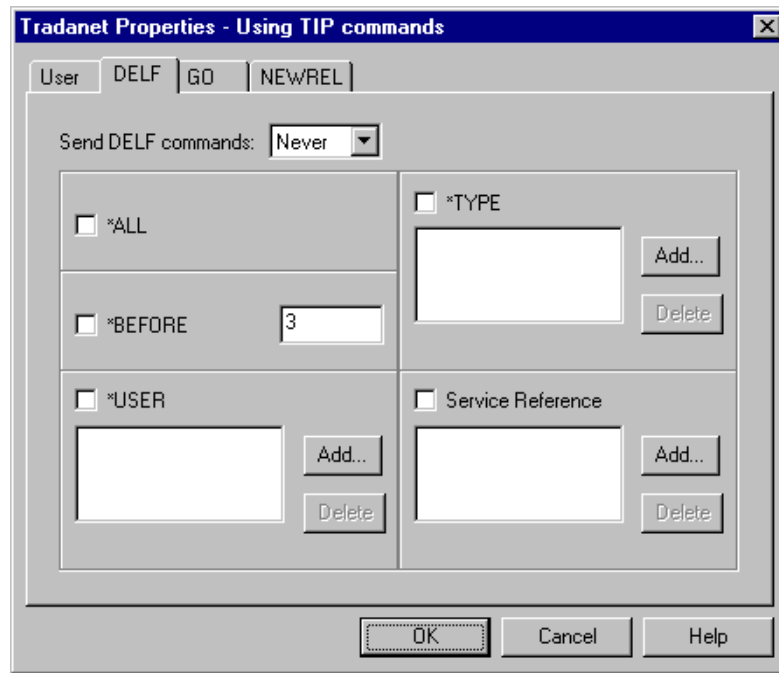 Tradanet Properties - Using TIP commands
User DELF GO NEWREL
Send DELF commands: Never
*ALL
*TYPE
Add...
Delete
*BEFORE 3
*USER
Add...
Delete
Service Reference
Add...
Delete
OK Cancel Help